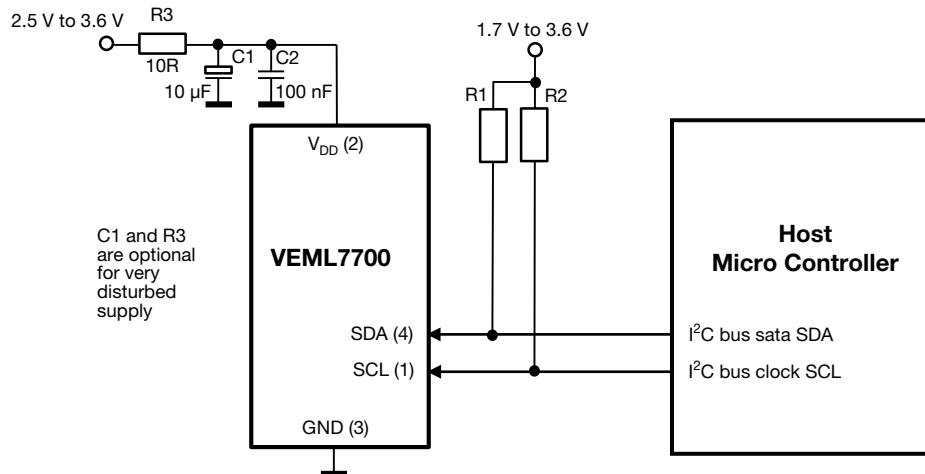 2.5 V to 3.6 V
R3
10R
C1
C2
10 µF
100 nF
1.7 V to 3.6 V
R1
R2
V_DD (2)
C1 and R3
are optional
for very
disturbed
supply
VEML7700
SDA (4)
SCL (1)
GND (3)
Host
Micro Controller
I²C bus sata SDA
I²C bus clock SCL